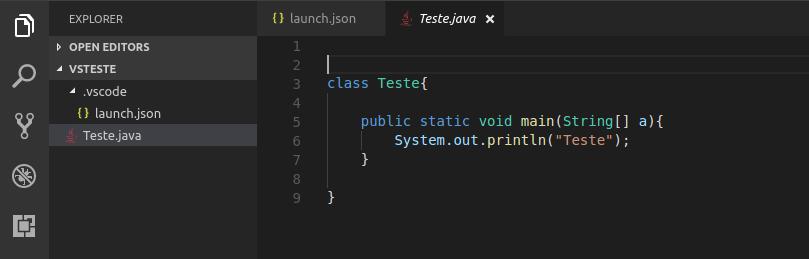 EXPLORER
OPEN EDITORS
VSTESTE
.vscode
{ } launch.json
Teste.java
{ } launch.json
Teste.java ×
1
2
3 class Teste{
4
5     public static void main(String[] a){
6         System.out.println("Teste");
7     }
8
9 }